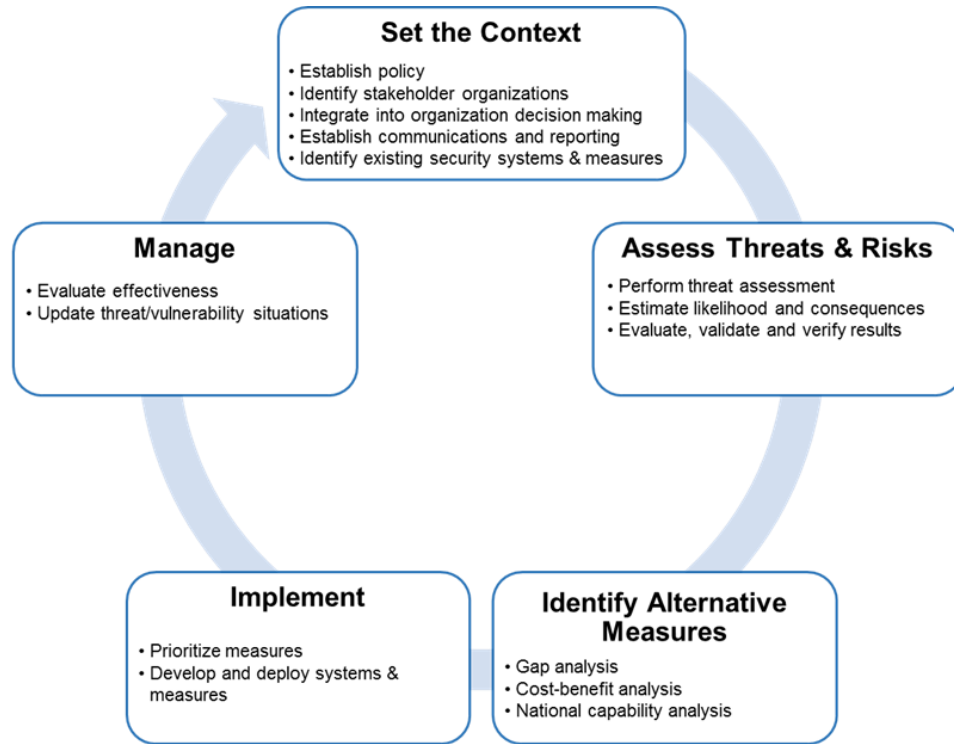 Set the Context
• Establish policy
• Identify stakeholder organizations
• Integrate into organization decision making
• Establish communications and reporting
• Identify existing security systems & measures
Assess Threats & Risks
• Perform threat assessment
• Estimate likelihood and consequences
• Evaluate, validate and verify results
Identify Alternative
Measures
• Gap analysis
• Cost-benefit analysis
• National capability analysis
Implement
• Prioritize measures
• Develop and deploy systems &
measures
Manage
• Evaluate effectiveness
• Update threat/vulnerability situations